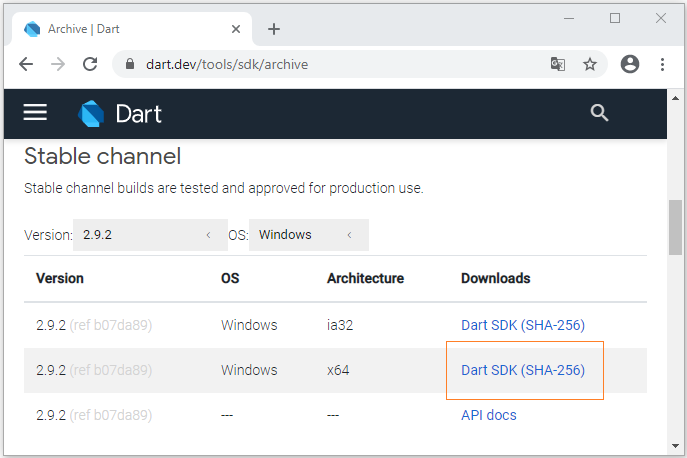 Archive | Dart
dart.dev/tools/sdk/archive
Dart
Stable channel
Stable channel builds are tested and approved for production use.
Version: 2.9.2 OS: Windows
Version OS Architecture Downloads
2.9.2 (ref b07da89) Windows ia32 Dart SDK (SHA-256)
2.9.2 (ref b07da89) Windows x64 Dart SDK (SHA-256)
2.9.2 (ref b07da89) --- --- API docs